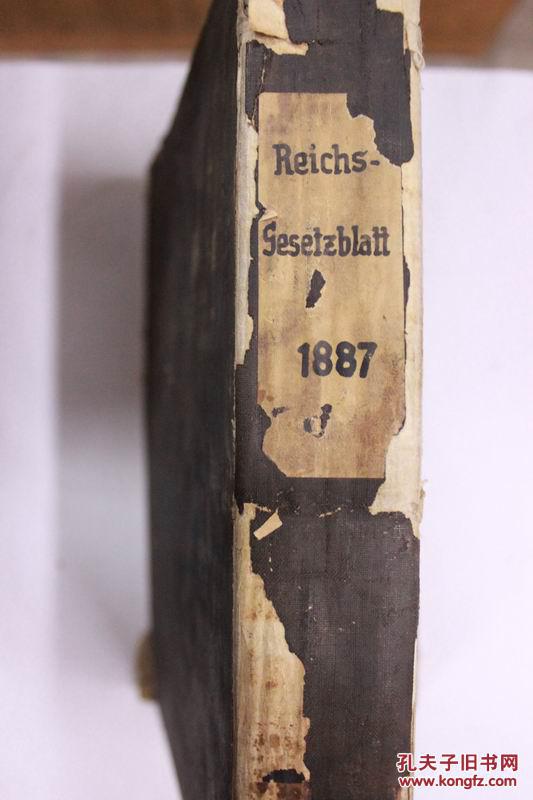 Reichs-
Gesetzblatt
1887
孔夫子旧书网
www.kongfz.com